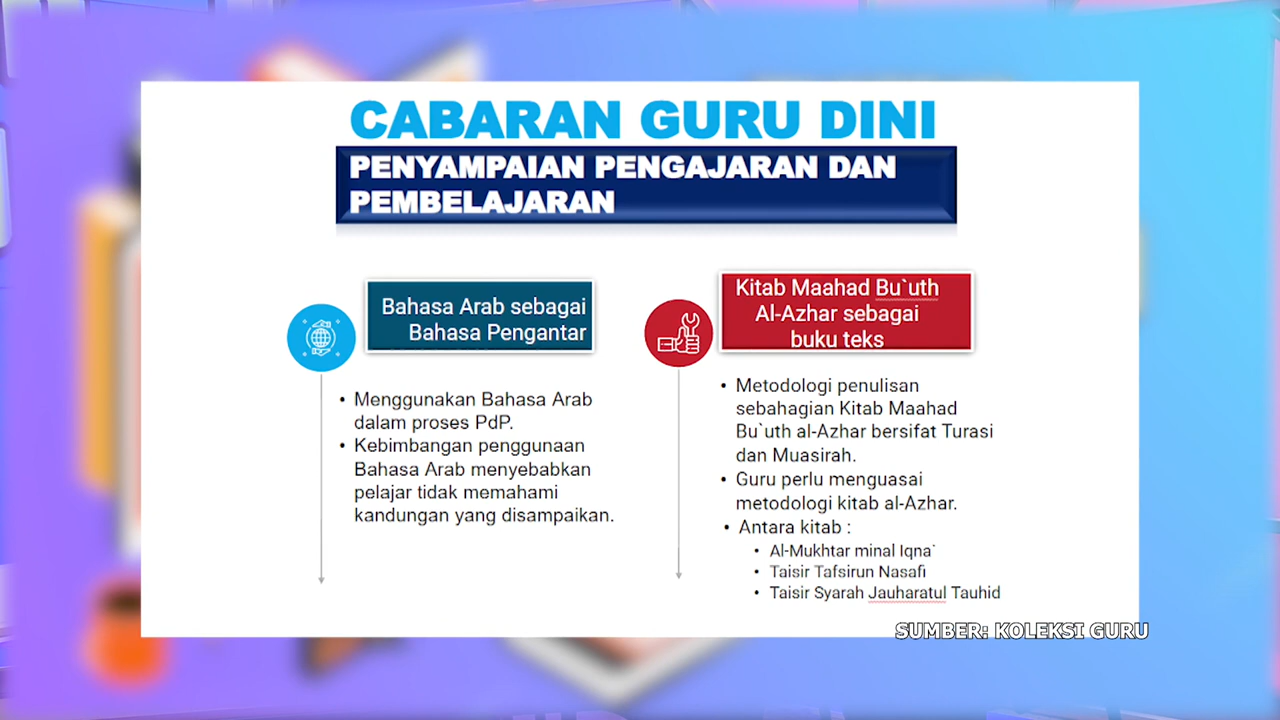 CABARAN GURU DINI
PENYAMPAIAN PENGAJARAN DAN
PEMBELAJARAN
Bahasa Arab sebagai
Bahasa Pengantar
• Menggunakan Bahasa Arab
dalam proses PdP.
• Kebimbangan penggunaan
Bahasa Arab menyebabkan
pelajar tidak memahami
kandungan yang disampaikan.
Kitab Maahad Bu`uth
Al-Azhar sebagai
buku teks
• Metodologi penulisan
sebahagian Kitab Maahad
Bu`uth al-Azhar bersifat Turasi
dan Muasirah.
• Guru perlu menguasai
metodologi kitab al-Azhar.
• Antara kitab :
• Al-Mukhtar minal Iqna`
• Taisir Tafsirun Nasafi
• Taisir Syarah Jauharatul Tauhid
SUMBER: KOLEKSI GURU